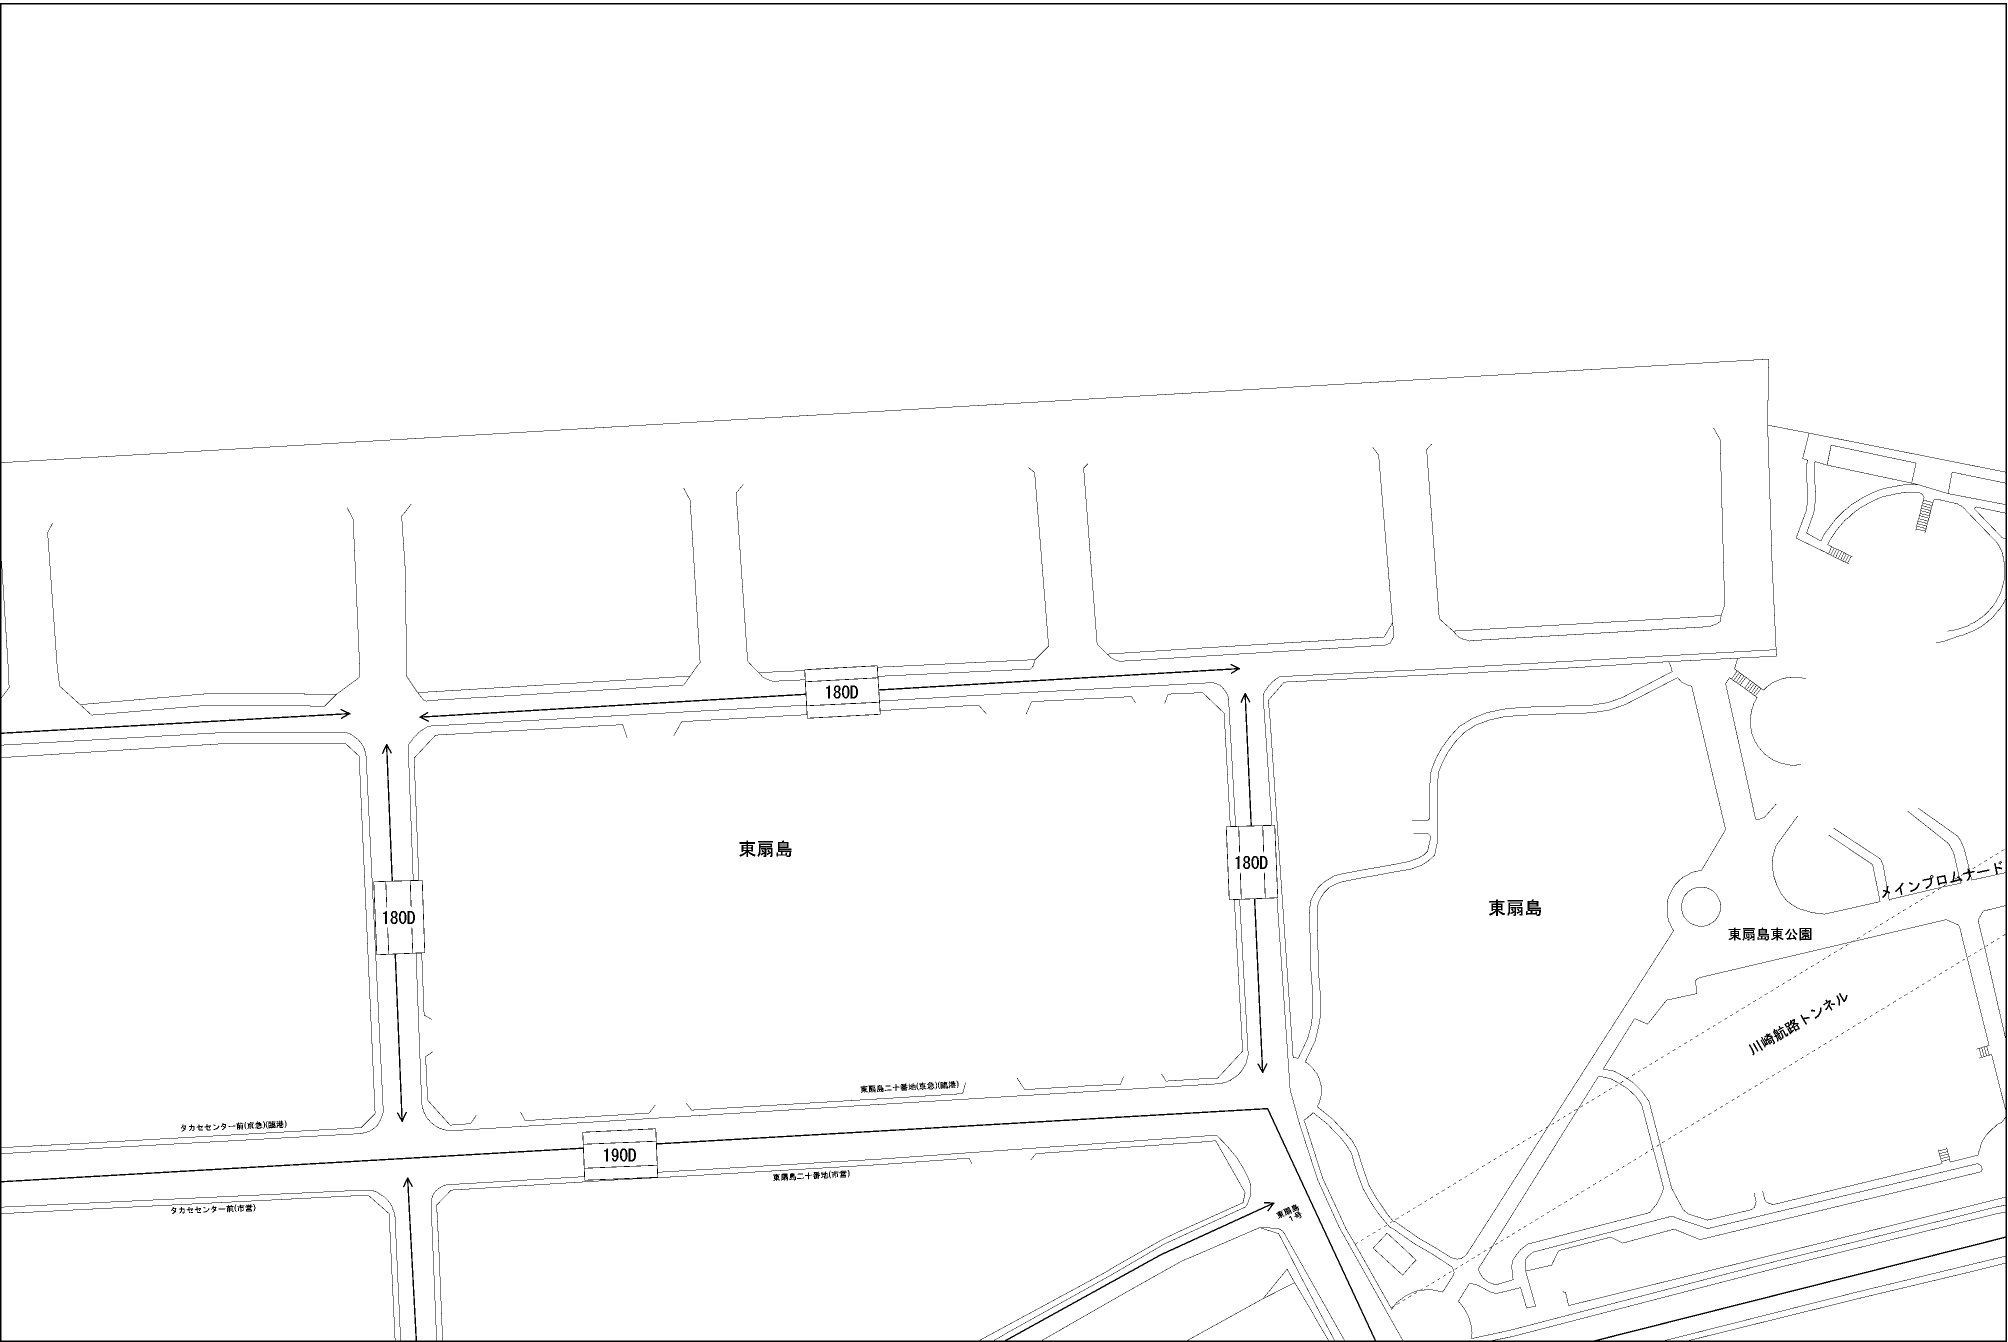 180D
東扇島
180D
メインプロムナード
180D
東扇島
東扇島東公園
川崎航路トンネル
東扇島二十番地(京急)(臨港)
タカセセンター前(京急)(臨港)
190D
東扇島二十番地(市営)
タカセセンター前(市営)
東扇島
1号